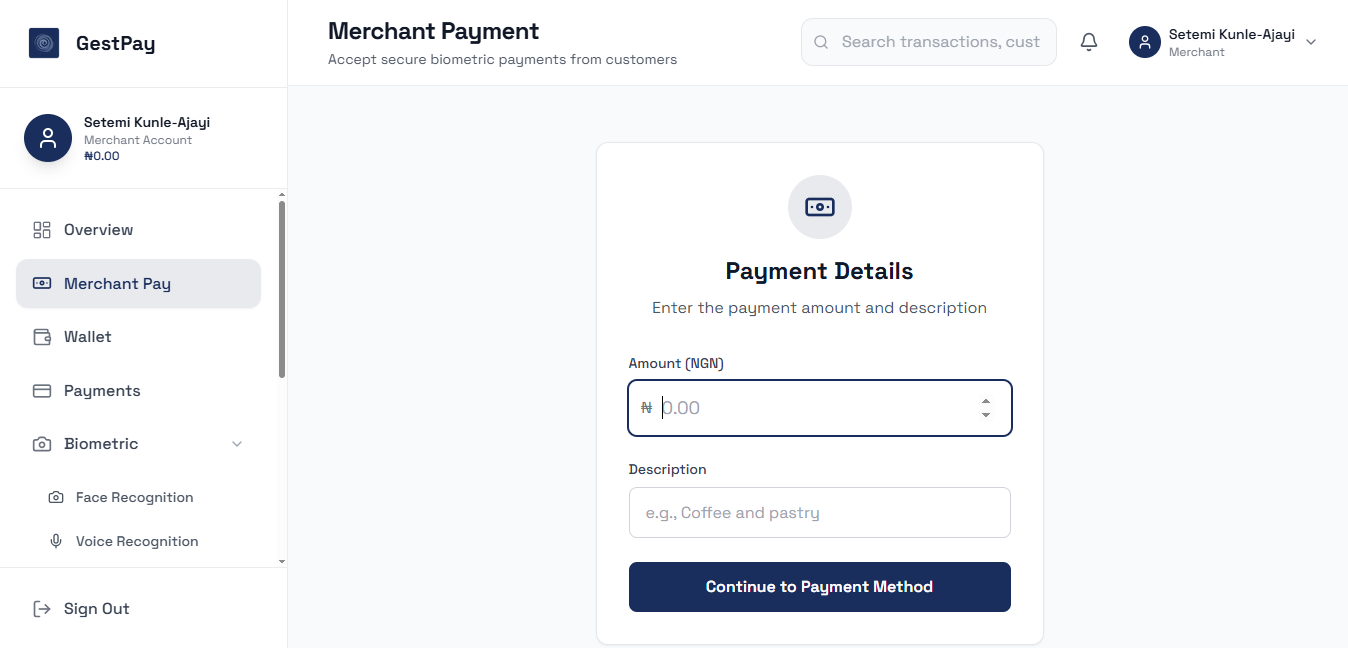 GestPay
Setemi Kunle-Ajayi
Merchant Account
₦0.00
Overview
Merchant Pay
Wallet
Payments
Biometric
Face Recognition
Voice Recognition
Sign Out
Merchant Payment
Accept secure biometric payments from customers
Search transactions, cust
Setemi Kunle-Ajayi
Merchant
Payment Details
Enter the payment amount and description
Amount (NGN)
₦ 0.00
Description
e.g., Coffee and pastry
Continue to Payment Method